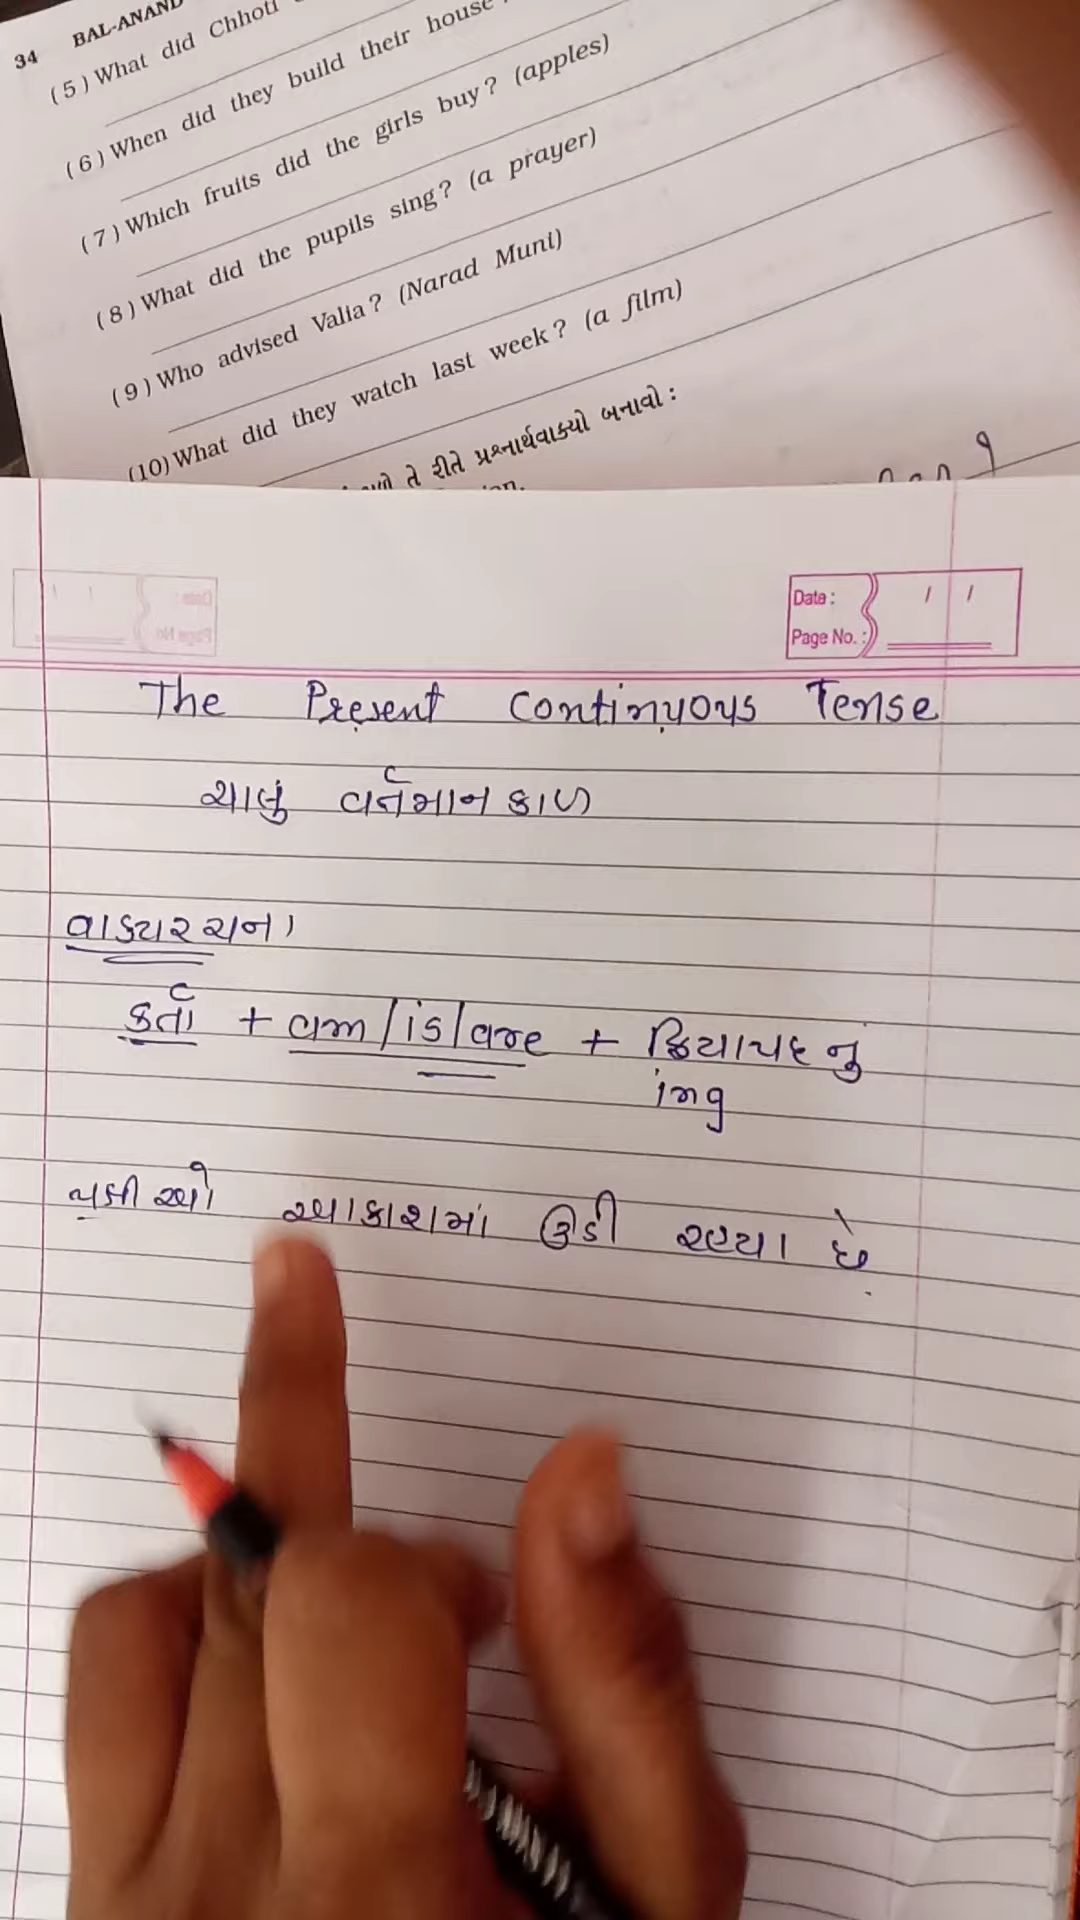 34 BAL-ANAND
(5) What did Chhoti
(6) When did they build their house
(7) Which fruits did the girls buy? (apples)
(8) What did the pupils sing? (a prayer)
(9) Who advised Valia? (Narad Muni)
(10) What did they watch last week? (a film)
તે રીતે પ્રશ્નાર્થવાક્યો બનાવો :
Date : / /
Page No. :
The Present Continuous Tense
ચાલું વર્તમાનકાળ
વાક્યરચના
કર્તા + am/is/are + ક્રિયાપદનું
ing
પક્ષીઓ આકાશમાં ઊડી રહ્યા છે.